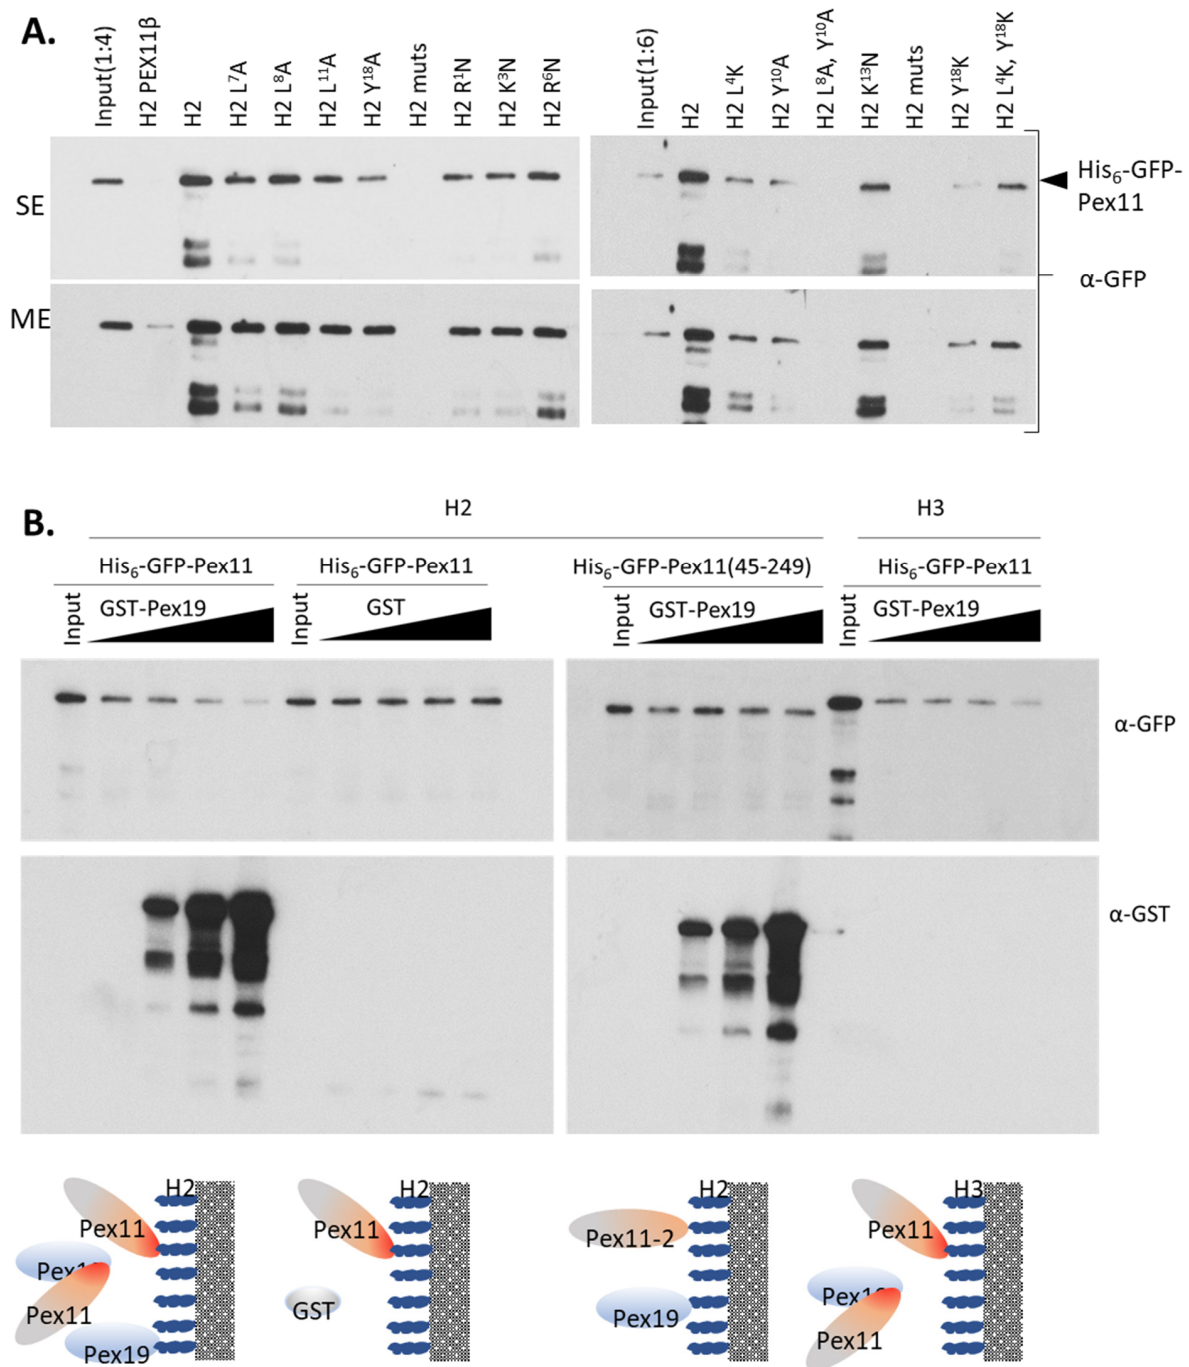 A.
Input(1:4)
H2 PEX11β
H2
H2 L⁷A
H2 L⁸A
H2 L¹¹A
H2 Y¹⁸A
H2 muts
H2 R¹N
H2 K³N
H2 R⁶N
Input(1:6)
H2
H2 L⁴K
H2 Y¹⁰A
H2 L⁸A, Y¹⁰A
H2 K¹³N
H2 muts
H2 Y¹⁸K
H2 L⁴K, Y¹⁸K
SE
ME
His₆-GFP-
Pex11
α-GFP
B.
H2
H3
His₆-GFP-Pex11
His₆-GFP-Pex11
His₆-GFP-Pex11(45-249)
His₆-GFP-Pex11
Input
GST-Pex19
Input
GST
Input
GST-Pex19
Input
GST-Pex19
α-GFP
α-GST
H2
Pex11
Pex11
Pex19
H2
Pex11
GST
H2
Pex11-2
Pex19
H3
Pex11
Pex11